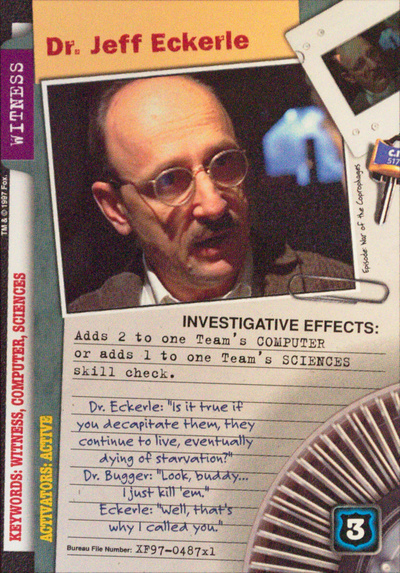 Dr. Jeff Eckerle
WITNESS
TM & © 1997 Fox.
KEYWORDS: WITNESS, COMPUTER, SCIENCES
ACTIVATORS: ACTIVE
Episode: War of the Coprophages
INVESTIGATIVE EFFECTS:
Adds 2 to one Team's COMPUTER
or adds 1 to one Team's SCIENCES
skill check.
Dr. Eckerle: "Is it true if
you decapitate them, they
continue to live, eventually
dying of starvation?"
Dr. Bugger: "Look, buddy...
I just kill 'em."
Eckerle: "Well, that's
why I called you."
Bureau File Number: XF97-0487x1
3